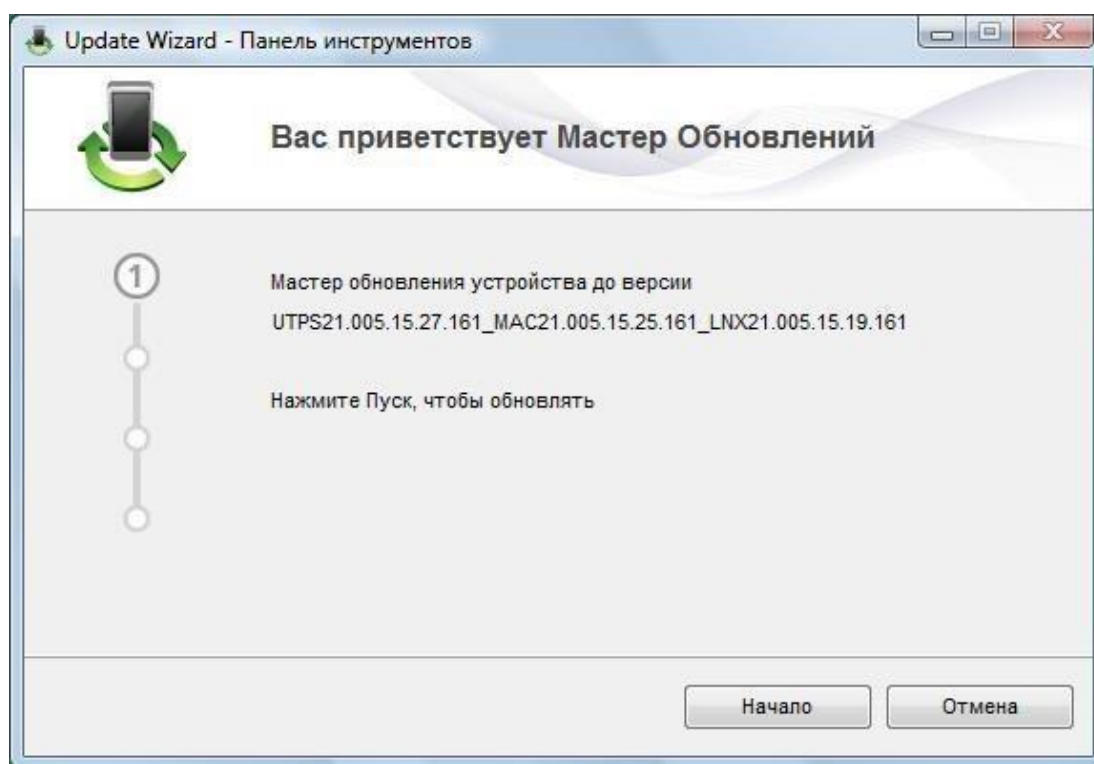 Update Wizard - Панель инструментов
Вас приветствует Мастер Обновлений
1
Мастер обновления устройства до версии
UTPS21.005.15.27.161_MAC21.005.15.25.161_LNX21.005.15.19.161
Нажмите Пуск, чтобы обновлять
Начало Отмена